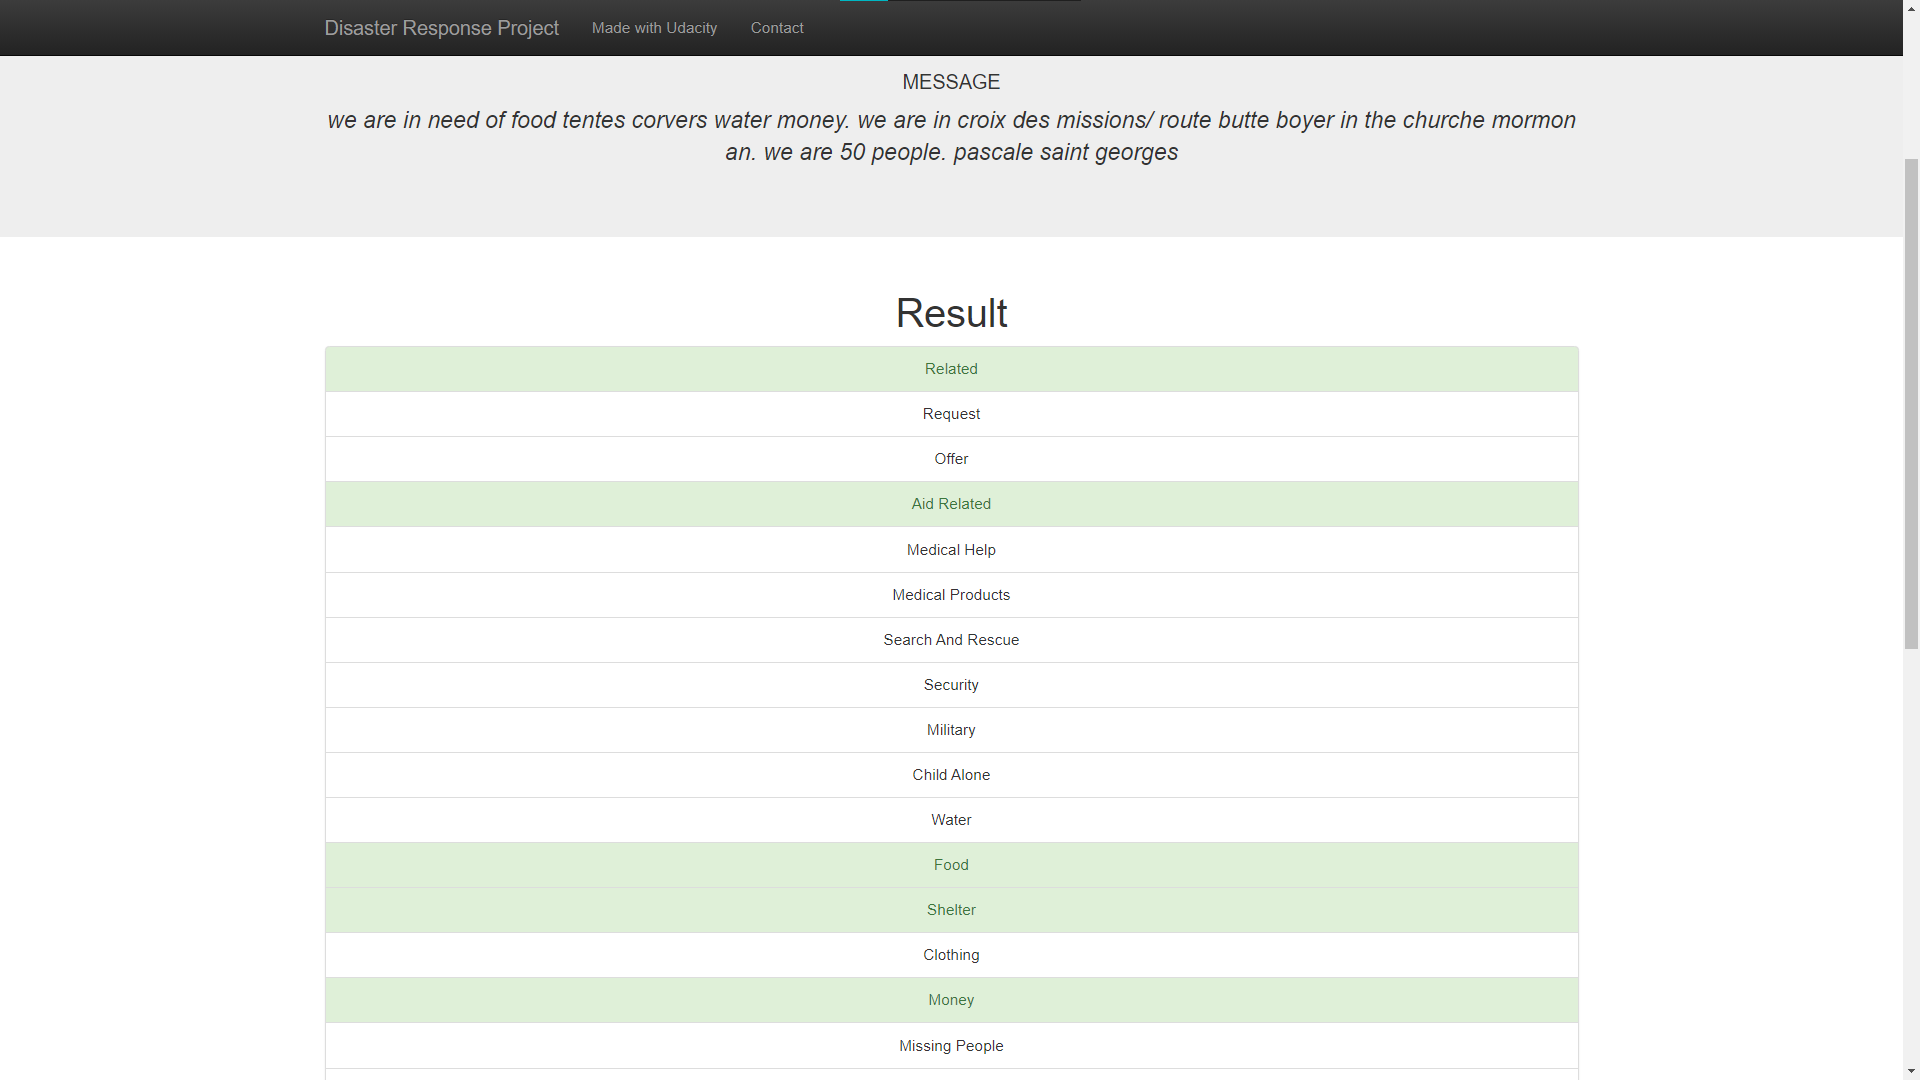 Disaster Response Project Made with Udacity Contact
MESSAGE
we are in need of food tentes corvers water money. we are in croix des missions/ route butte boyer in the churche mormon
an. we are 50 people. pascale saint georges
Result
Related
Request
Offer
Aid Related
Medical Help
Medical Products
Search And Rescue
Security
Military
Child Alone
Water
Food
Shelter
Clothing
Money
Missing People